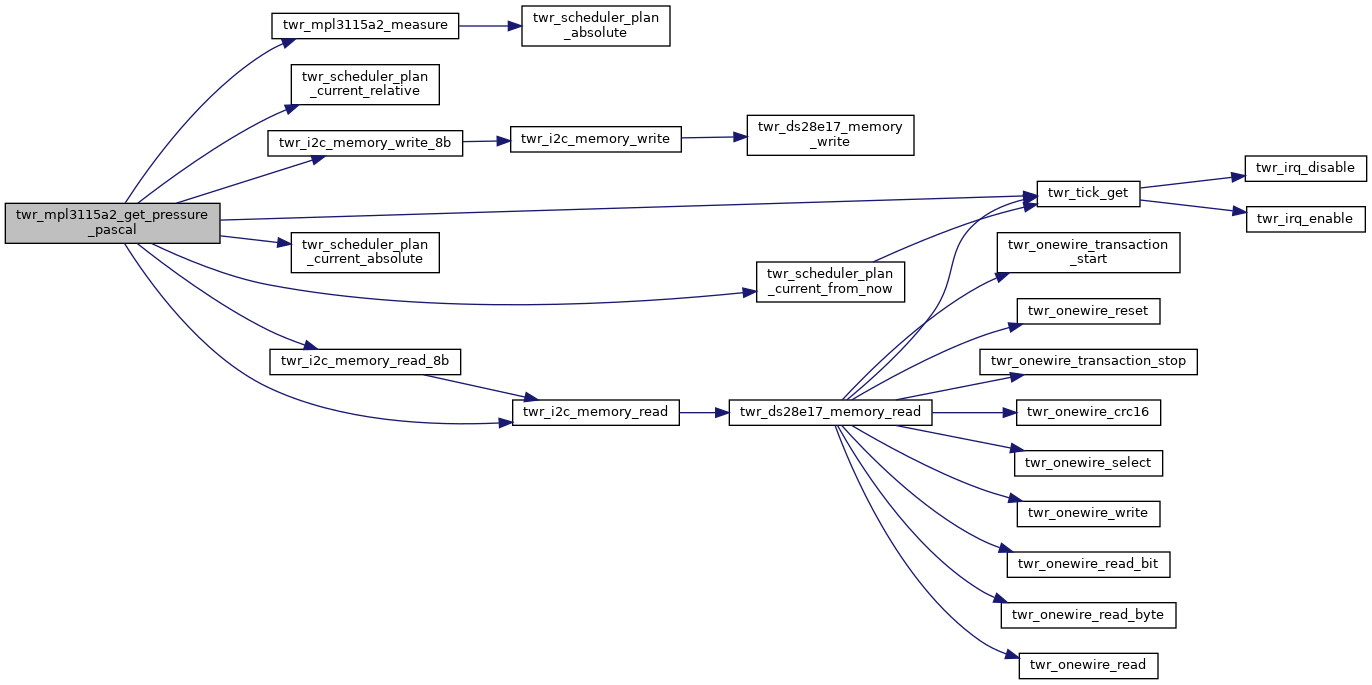 twr_mpl3115a2_measure
twr_scheduler_plan
_absolute
twr_scheduler_plan
_current_relative
twr_i2c_memory_write_8b
twr_i2c_memory_write
twr_ds28e17_memory
_write
twr_mpl3115a2_get_pressure
_pascal
twr_scheduler_plan
_current_absolute
twr_scheduler_plan
_current_from_now
twr_tick_get
twr_irq_disable
twr_irq_enable
twr_i2c_memory_read_8b
twr_i2c_memory_read
twr_ds28e17_memory_read
twr_onewire_transaction
_start
twr_onewire_reset
twr_onewire_transaction_stop
twr_onewire_crc16
twr_onewire_select
twr_onewire_write
twr_onewire_read_bit
twr_onewire_read_byte
twr_onewire_read